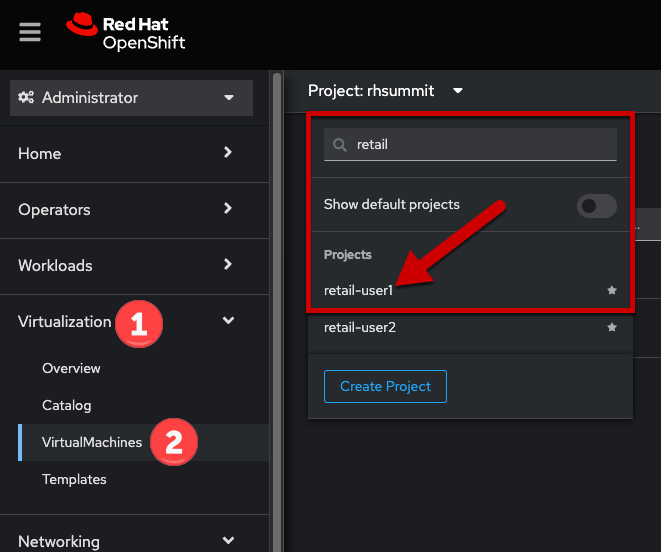 Red Hat
OpenShift
Administrator
Home
Operators
Workloads
Virtualization
1
Overview
Catalog
VirtualMachines
2
Templates
Networking
Project: rhsummit
retail
Show default projects
...
Projects
retail-user1
retail-user2
Create Project